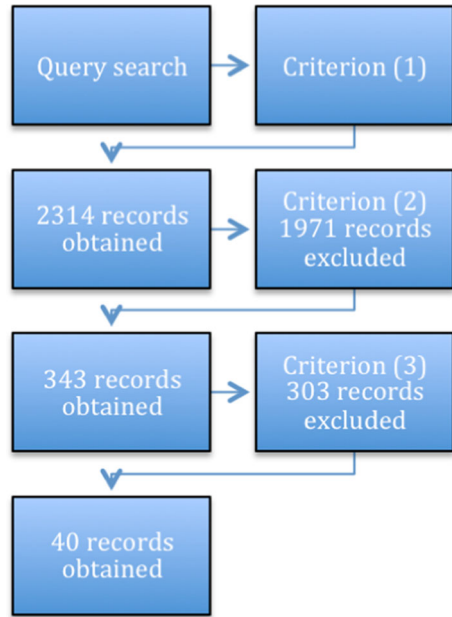 Query search
Criterion (1)
2314 records
obtained
Criterion (2)
1971 records
excluded
343 records
obtained
Criterion (3)
303 records
excluded
40 records
obtained